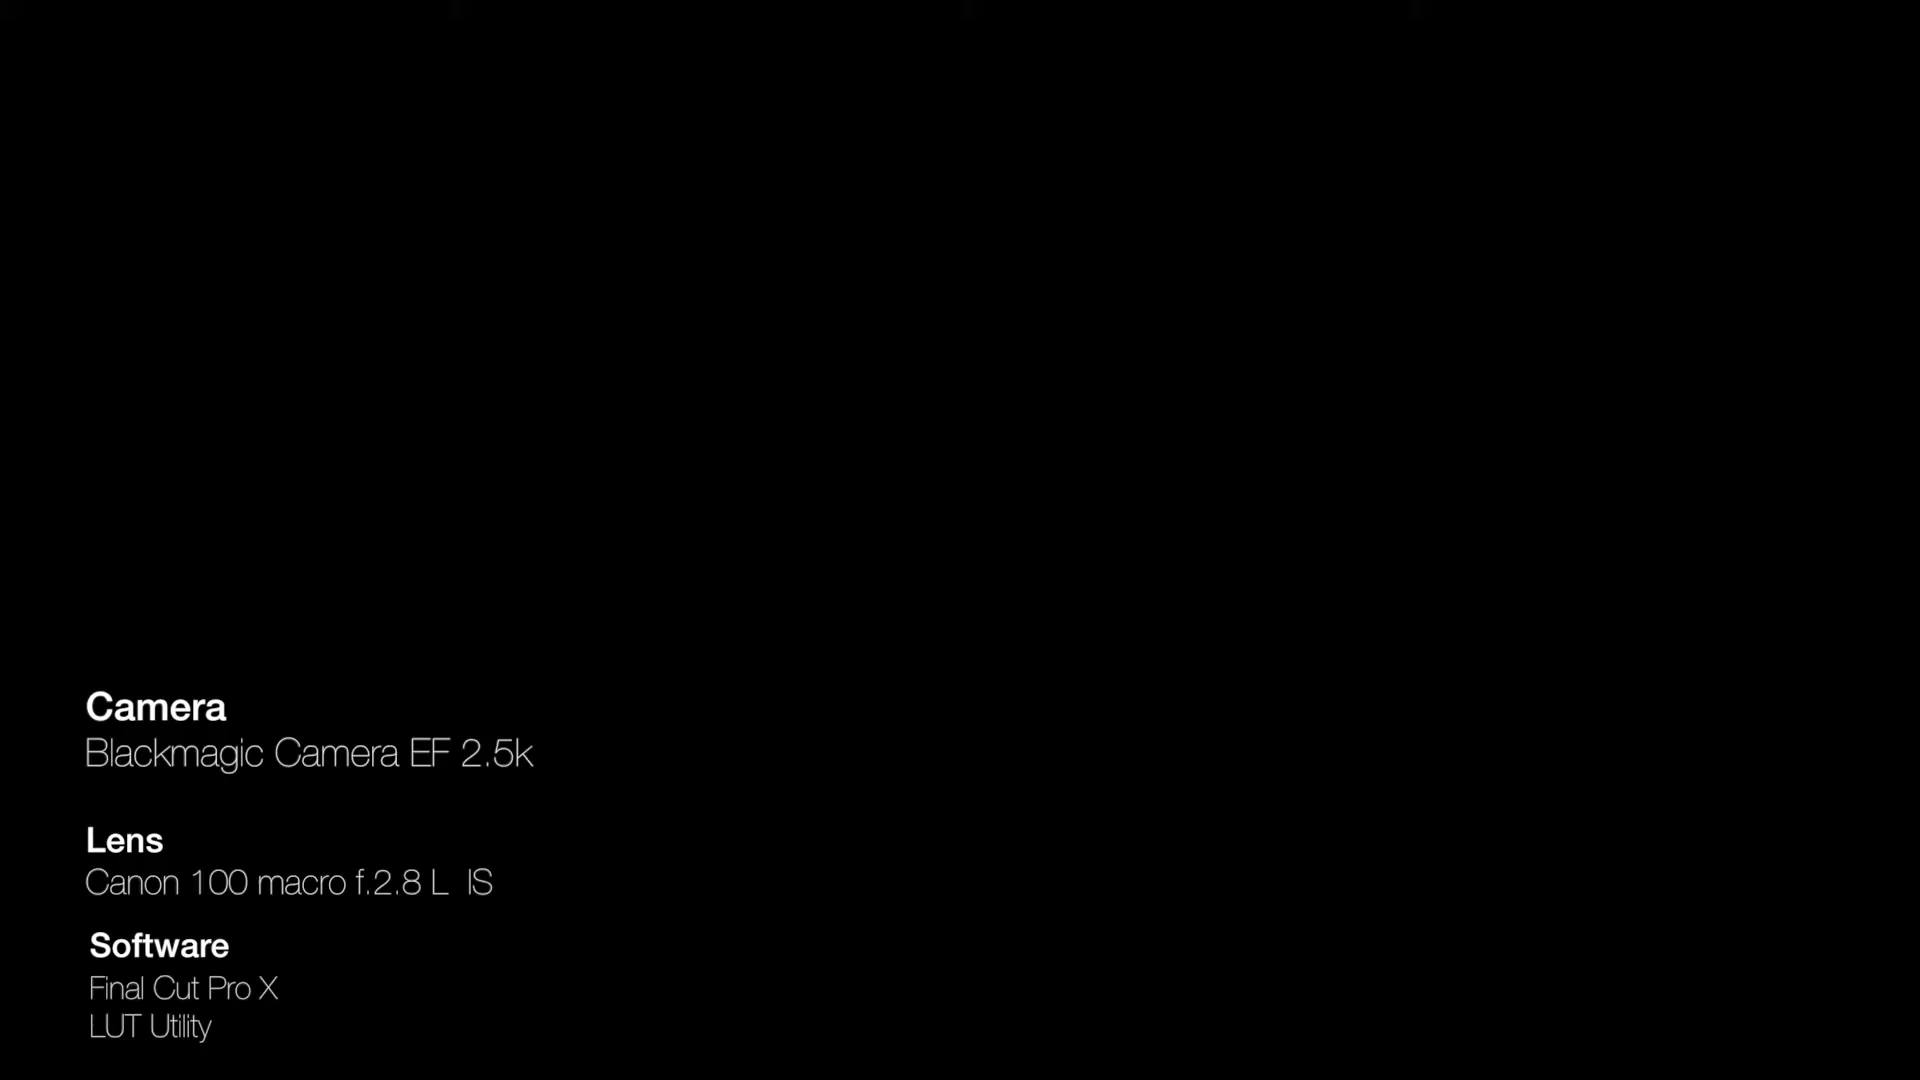 Camera
Blackmagic Camera EF 2.5k
Lens
Canon 100 macro f.2.8 L  IS
Software
Final Cut Pro X
LUT Utility